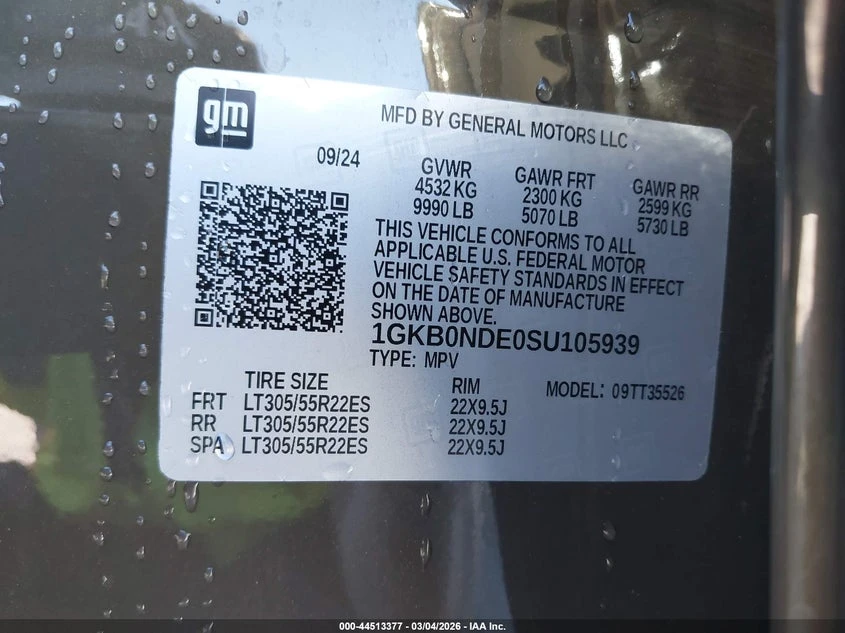 gm
MFD BY GENERAL MOTORS LLC
09/24
GVWR
4532 KG
9990 LB
GAWR FRT
2300 KG
5070 LB
GAWR RR
2599 KG
5730 LB
THIS VEHICLE CONFORMS TO ALL
APPLICABLE U.S. FEDERAL MOTOR
VEHICLE SAFETY STANDARDS IN EFFECT
ON THE DATE OF MANUFACTURE
SHOWN ABOVE.
1GKB0NDE0SU105939
TYPE: MPV
TIRE SIZE RIM MODEL: 09TT35526
FRT LT305/55R22ES 22X9.5J
RR LT305/55R22ES 22X9.5J
SPA LT305/55R22ES 22X9.5J
000-44513377 - 03/04/2026 - IAA Inc.